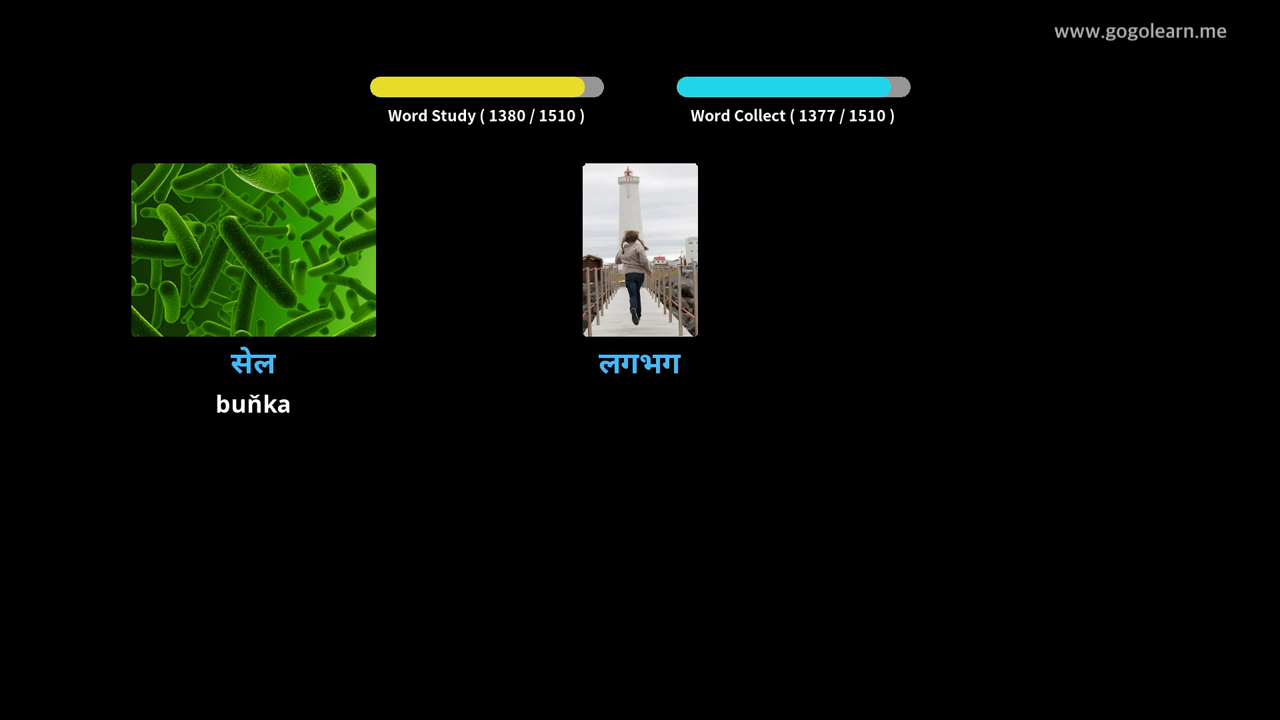 www.gogolearn.me
Word Study ( 1380 / 1510 )
Word Collect ( 1377 / 1510 )
सेल
लगभग
buňka